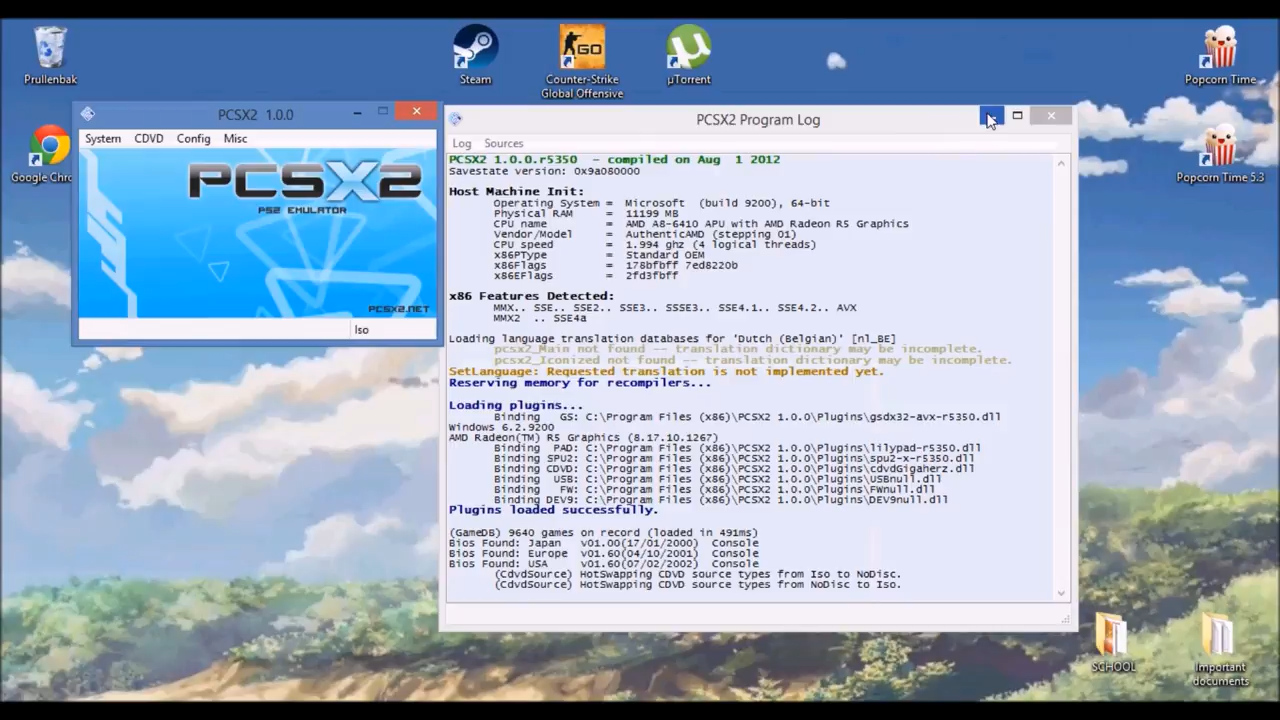 Prullenbak
Steam
Counter-Strike
Global Offensive
GO
µTorrent
Popcorn Time
Google Chro
Popcorn Time 5.3
PCSX2 1.0.0
System CDVD Config Misc
PCSX2
PS2 EMULATOR
PCSX2.NET
Iso
PCSX2 Program Log
Log Sources
PCSX2 1.0.0.r5350 - compiled on Aug 1 2012
Savestate version: 0x9a080000
Host Machine Init:
Operating System = Microsoft (build 9200), 64-bit
Physical RAM = 11199 MB
CPU name = AMD A8-6410 APU with AMD Radeon R5 Graphics
Vendor/Model = AuthenticAMD (stepping 01)
CPU speed = 1.994 ghz (4 logical threads)
x86PType = Standard OEM
x86Flags = 178bfbff 7ed8220b
x86EFlags = 2fd3fbff
x86 Features Detected:
MMX.. SSE.. SSE2.. SSE3.. SSSE3.. SSE4.1.. SSE4.2.. AVX
MMX2 .. SSE4a
Loading language translation databases for 'Dutch (Belgian)' [nl_BE]
pcsx2_Main not found -- translation dictionary may be incomplete.
pcsx2_Iconized not found -- translation dictionary may be incomplete.
SetLanguage: Requested translation is not implemented yet.
Reserving memory for recompilers...
Loading plugins...
Binding GS: C:\Program Files (x86)\PCSX2 1.0.0\Plugins\gsdx32-avx-r5350.dll
Windows 6.2.9200
AMD Radeon(TM) R5 Graphics (8.17.10.1267)
Binding PAD: C:\Program Files (x86)\PCSX2 1.0.0\Plugins\lilypad-r5350.dll
Binding SPU2: C:\Program Files (x86)\PCSX2 1.0.0\Plugins\spu2-x-r5350.dll
Binding CDVD: C:\Program Files (x86)\PCSX2 1.0.0\Plugins\cdvdGigaherz.dll
Binding USB: C:\Program Files (x86)\PCSX2 1.0.0\Plugins\USBnull.dll
Binding FW: C:\Program Files (x86)\PCSX2 1.0.0\Plugins\FWnull.dll
Binding DEV9: C:\Program Files (x86)\PCSX2 1.0.0\Plugins\DEV9null.dll
Plugins loaded successfully.
(GameDB) 9640 games on record (loaded in 491ms)
Bios Found: Japan v01.00(17/01/2000) Console
Bios Found: Europe v01.60(04/10/2001) Console
Bios Found: USA v01.60(07/02/2002) Console
(CdvdSource) HotSwapping CDVD source types from Iso to NoDisc.
(CdvdSource) HotSwapping CDVD source types from NoDisc to Iso.
SCHOOL
Important
documents